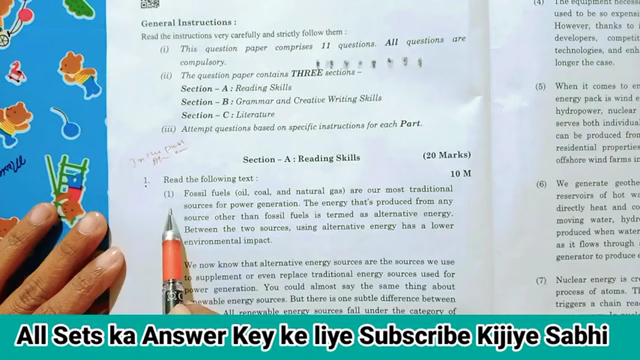 General Instructions :
Read the instructions very carefully and strictly follow them :
(i) This question paper comprises 11 questions. All questions are
compulsory.
(ii) The question paper contains THREE sections –
Section – A : Reading Skills
Section – B : Grammar and Creative Writing Skills
Section – C : Literature
(iii) Attempt questions based on specific instructions for each Part.
Section – A : Reading Skills (20 Marks)
1. Read the following text : 10 M
(1) Fossil fuels (oil, coal, and natural gas) are our most traditional
sources for power generation. The energy that's produced from any
source other than fossil fuels is termed as alternative energy.
Between the two sources, using alternative energy has a lower
environmental impact.
We now know that alternative energy sources are the sources we use
to supplement or even replace traditional energy sources used for
power generation. You could almost say the same thing about
renewable energy sources. But there is one subtle difference between
All renewable energy sources fall under the category of
(4) The equipment necessa
used to be so expensi
However, thanks to i
developers, competit
technologies, and enh
longer the case.
(5) When it comes to en
energy pack is wind e
hydropower, nuclear
serves both individual
can be produced from
residential properties
offshore wind farms in
(6) We generate geother
reservoirs of hot wa
directly heat and co
moving water, hydro
produced when water
as it flows through
generator to produce e
(7) Nuclear energy is cr
process of atoms. Th
triggers a chain reac
All Sets ka Answer Key ke liye Subscribe Kijiye Sabhi